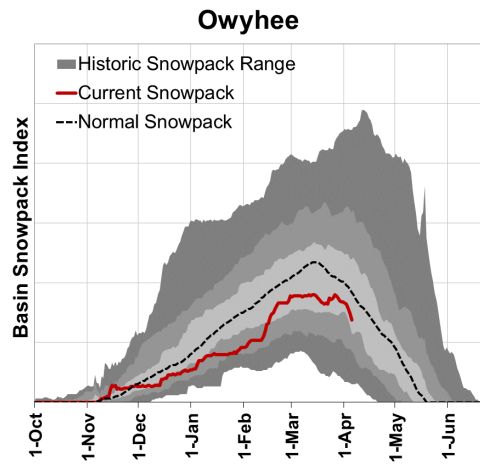 Owyhee
Historic Snowpack Range
Current Snowpack
Normal Snowpack
Basin Snowpack Index
1-Oct
1-Nov
1-Dec
1-Jan
1-Feb
1-Mar
1-Apr
1-May
1-Jun